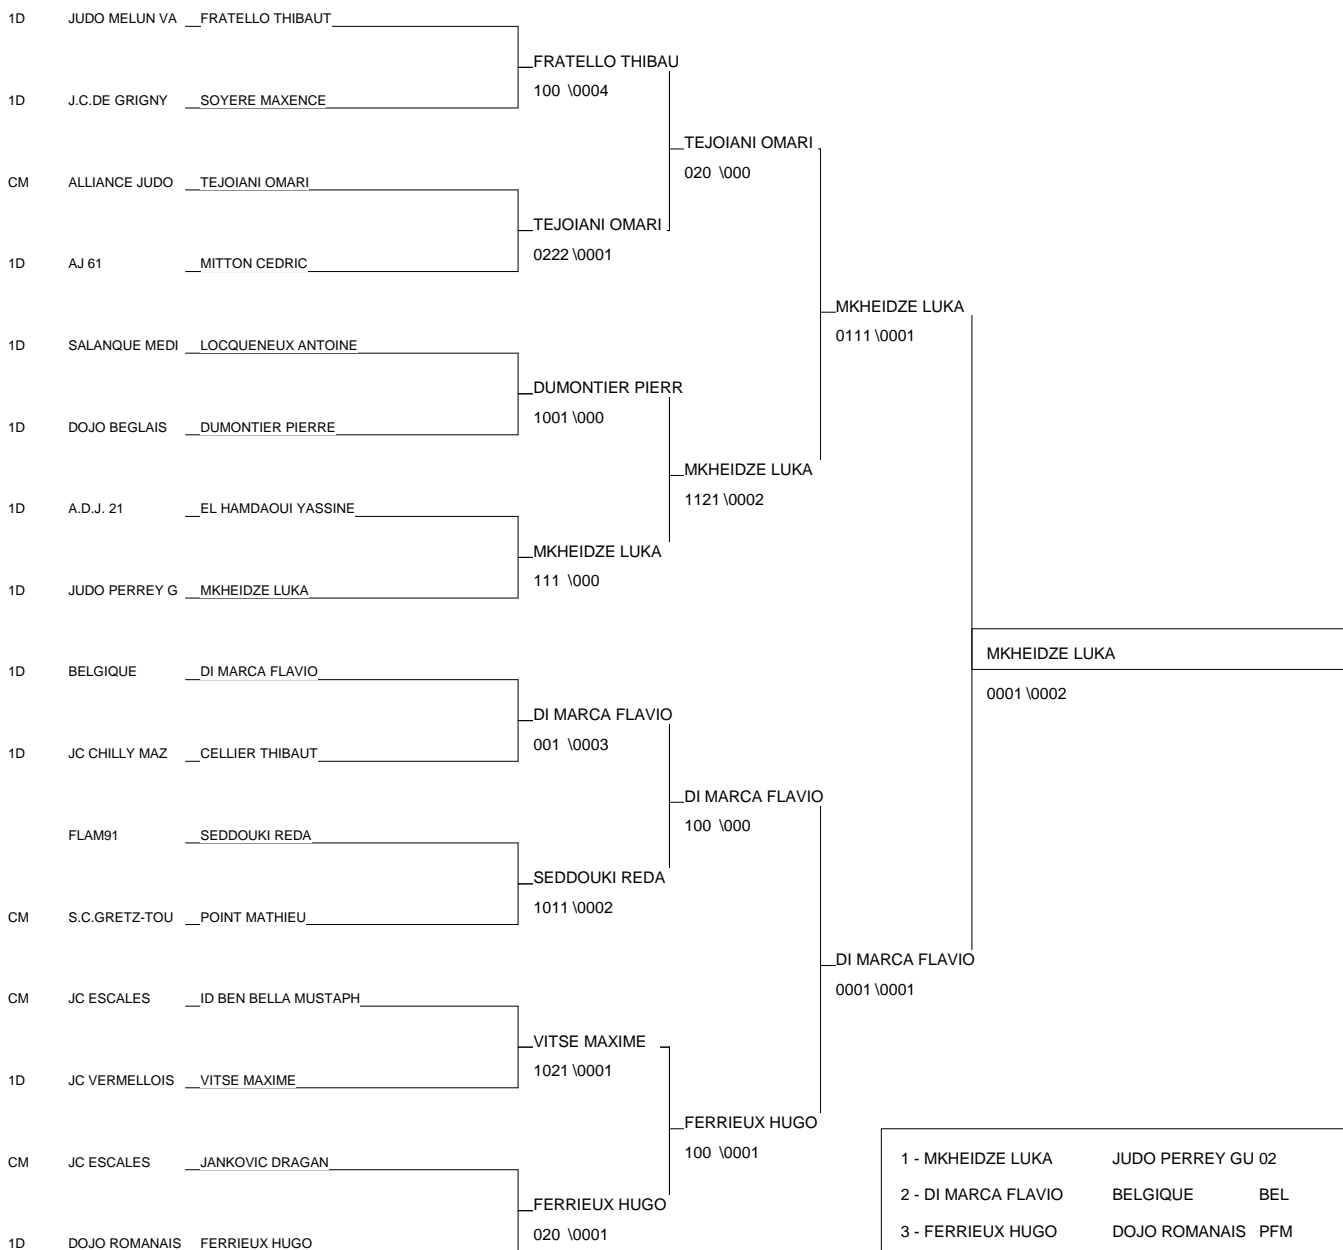 1D JUDO MELUN VA FRATELLO THIBAUT
FRATELLO THIBAU
100 \0004
1D J.C.DE GRIGNY SOYERE MAXENCE
TEJOIANI OMARI
020 \000
CM ALLIANCE JUDO TEJOIANI OMARI
TEJOIANI OMARI
0222 \0001
1D AJ 61 MITTON CEDRIC
MKHEIDZE LUKA
0111 \0001
1D SALANQUE MEDI LOCQUENEUX ANTOINE
DUMONTIER PIERR
1001 \000
1D DOJO BEGLAIS DUMONTIER PIERRE
MKHEIDZE LUKA
1121 \0002
1D A.D.J. 21 EL HAMDAOUI YASSINE
MKHEIDZE LUKA
111 \000
1D JUDO PERREY G MKHEIDZE LUKA
MKHEIDZE LUKA
0001 \0002
1D BELGIQUE DI MARCA FLAVIO
DI MARCA FLAVIO
001 \0003
1D JC CHILLY MAZ CELLIER THIBAUT
DI MARCA FLAVIO
100 \000
FLAM91 SEDDOUKI REDA
SEDDOUKI REDA
1011 \0002
CM S.C.GRETZ-TOU POINT MATHIEU
DI MARCA FLAVIO
0001 \0001
CM JC ESCALES ID BEN BELLA MUSTAPH
VITSE MAXIME
1021 \0001
1D JC VERMELLOIS VITSE MAXIME
FERRIEUX HUGO
100 \0001
CM JC ESCALES JANKOVIC DRAGAN
FERRIEUX HUGO
020 \0001
1D DOJO ROMANAIS FERRIEUX HUGO
1 - MKHEIDZE LUKA JUDO PERREY GU 02
2 - DI MARCA FLAVIO BELGIQUE BEL
3 - FERRIEUX HUGO DOJO ROMANAIS PFM